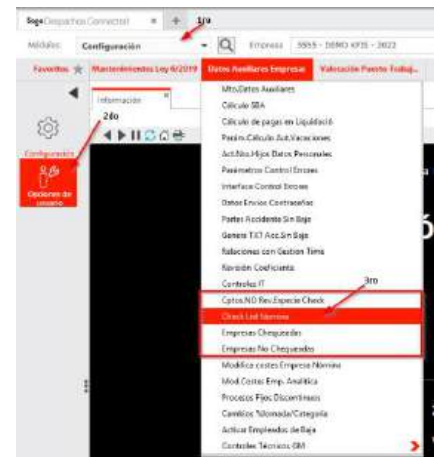 Sage Despachos Connected
1ro
Módulos: Configuración
Empresa 5555 - DEMO KPIS - 2022
Favoritos Mantenimientos Ley 6/2019 Datos Auxiliares Empresas Valoración Puesto Trabaj...
Información
2do
Configuración
Opciones de
usuario
Mto.Datos Auxiliares
Cálculo SBA
Cálculo de pagas en Liquidació
Parám.Cálculo Aut.Vacaciones
Act.Nro.Hijos Datos Personales
Parámetros Control Errores
Interface Control Errores
Datos Envíos Contraseñas
Partes Accidente Sin Baja
Genera TXT Acc.Sin Baja
Relaciones con Gestion Time
Revisión Coeficiente
Controles IT
3ro
Cptos.NO Rev.Especie Check
Check List Nómina
Empresas Chequeadas
Empresas No Chequeadas
Modifica costes Empresa Nómina
Mod.Costes Emp. Analítica
Procesos Fijos Discontinuos
Cambios %Jornada/Categoría
Activar Empleados de Baja
Controles Técnicos GM